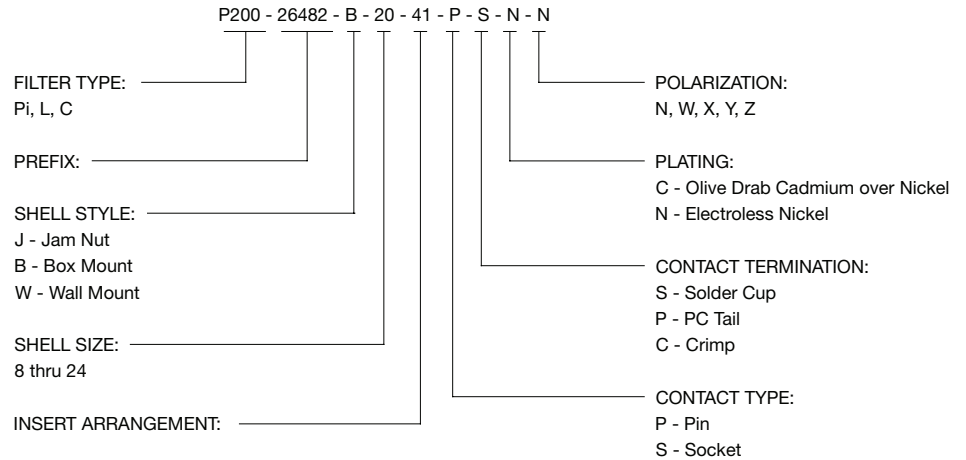 P200 - 26482 - B - 20 - 41 - P - S - N - N
FILTER TYPE:
Pi, L, C
PREFIX:
SHELL STYLE:
J - Jam Nut
B - Box Mount
W - Wall Mount
SHELL SIZE:
8 thru 24
INSERT ARRANGEMENT:
POLARIZATION:
N, W, X, Y, Z
PLATING:
C - Olive Drab Cadmium over Nickel
N - Electroless Nickel
CONTACT TERMINATION:
S - Solder Cup
P - PC Tail
C - Crimp
CONTACT TYPE:
P - Pin
S - Socket